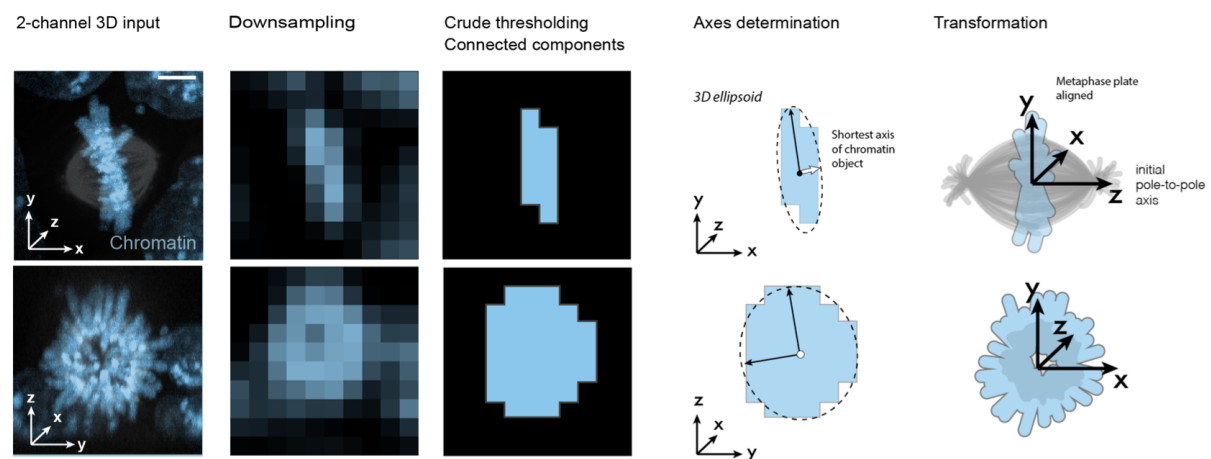 2-channel 3D input
Downsampling
Crude thresholding
Connected components
Axes determination
Transformation
y
z
x
Chromatin
3D ellipsoid
Shortest axis
of chromatin
object
y
z
x
Metaphase plate
aligned
y
x
z
initial
pole-to-pole
axis
z
x
y
z
x
y
y
z
x